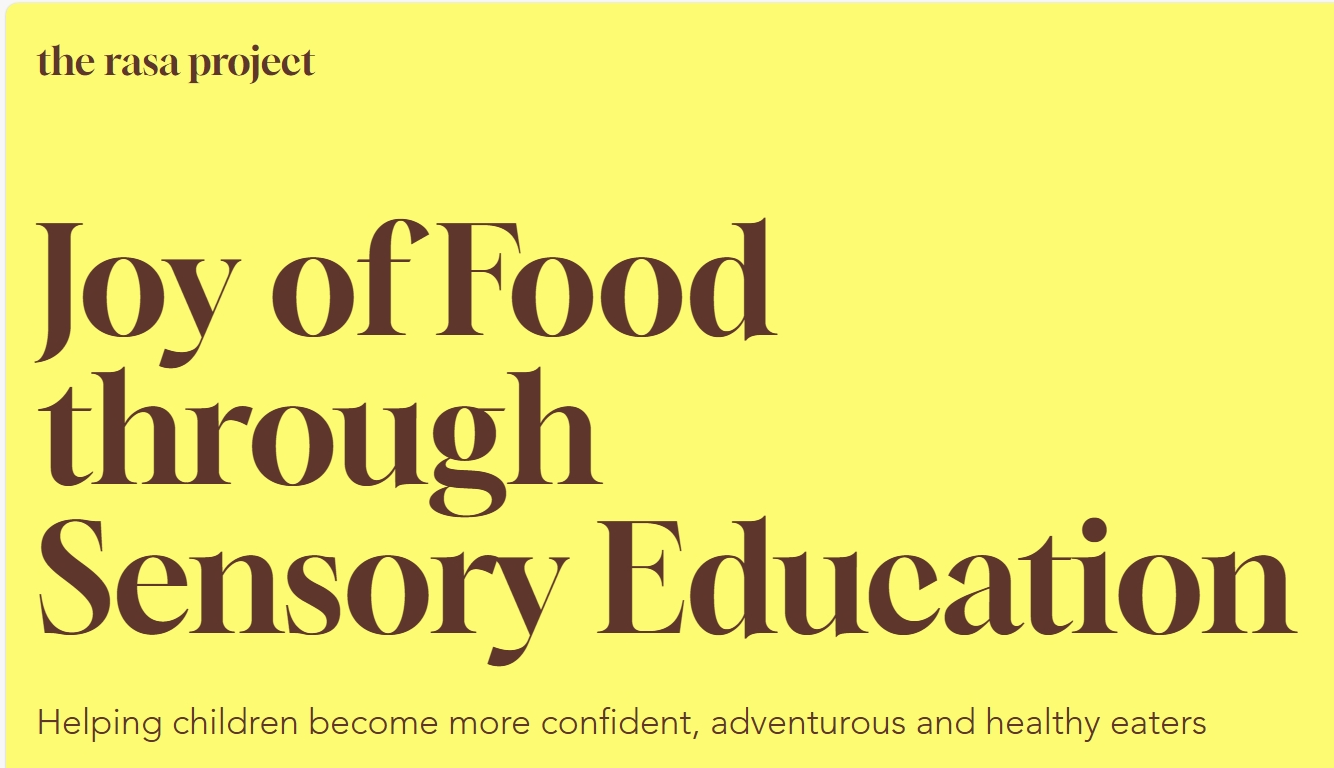 the rasa project
Joy of Food
through
Sensory Education
Helping children become more confident, adventurous and healthy eaters